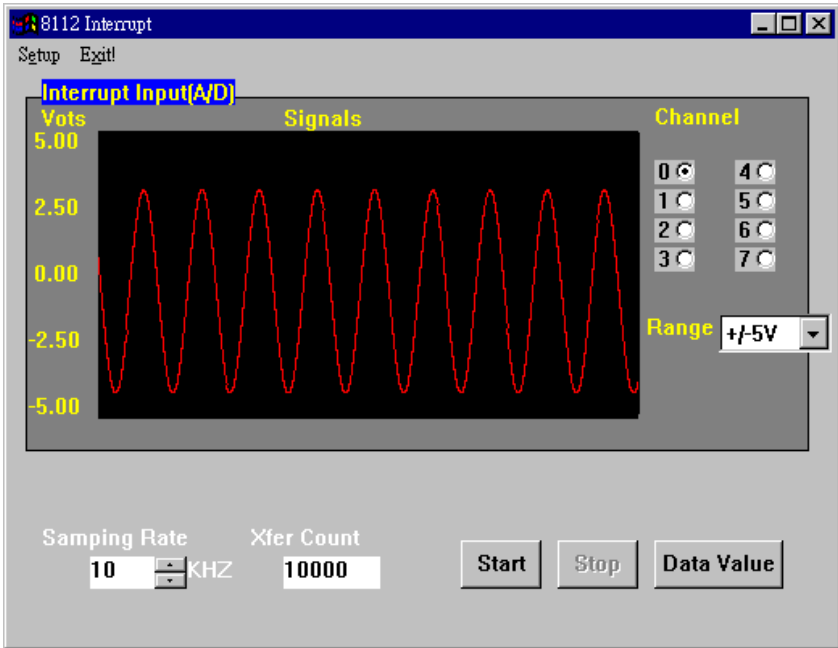 8112 Interrupt
Setup Exit!
Interrupt Input(A/D)
Vots Signals Channel
5.00
2.50
0.00
-2.50
-5.00
0 4
1 5
2 6
3 7
Range +/-5V
Samping Rate Xfer Count
10 KHZ 10000 Start Stop Data Value